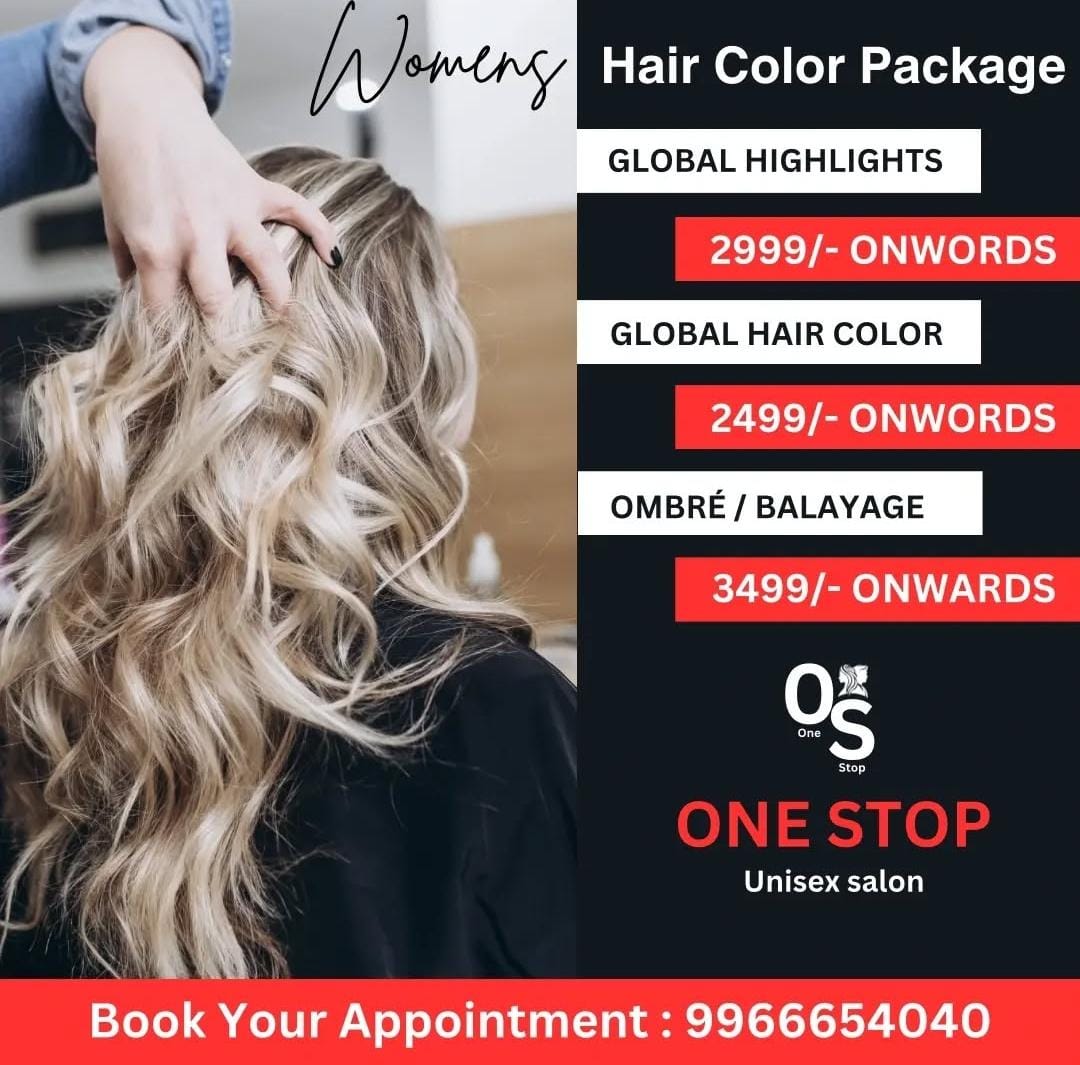 Womens
Hair Color Package
GLOBAL HIGHLIGHTS
2999/- ONWORDS
GLOBAL HAIR COLOR
2499/- ONWORDS
OMBRÉ / BALAYAGE
3499/- ONWARDS
OS
One
Stop
ONE STOP
Unisex salon
Book Your Appointment : 9966654040